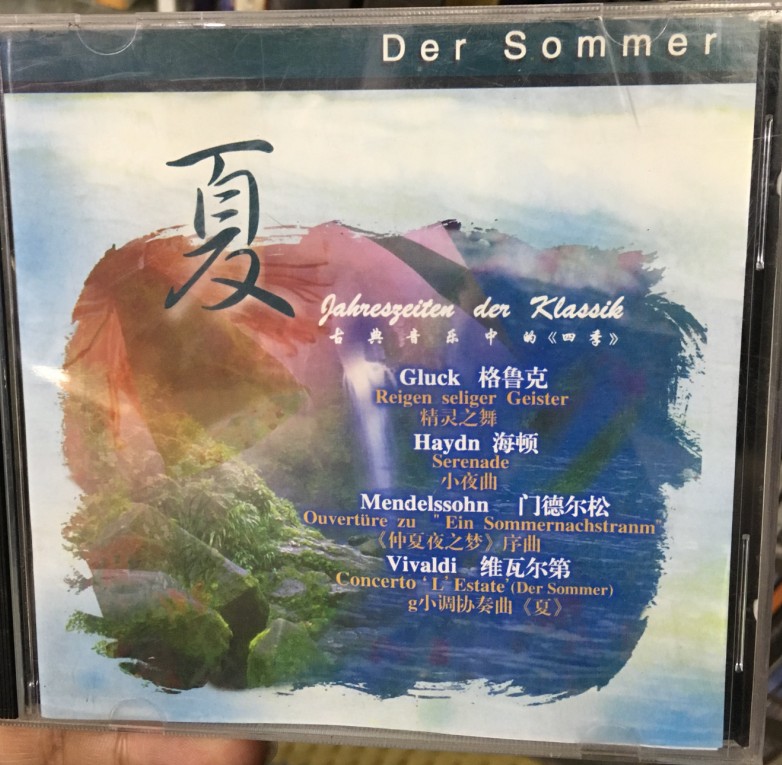 Der Sommer
夏
Jahreszeiten der Klassik
古典音乐中的《四季》
Gluck 格鲁克
Reigen seliger Geister
精灵之舞
Haydn 海顿
Serenade
小夜曲
Mendelssohn 门德尔松
Ouvertüre zu "Ein Sommernachstranm"
《仲夏夜之梦》序曲
Vivaldi 维瓦尔第
Concerto ‘L’ Estate’(Der Sommer)
g小调协奏曲《夏》